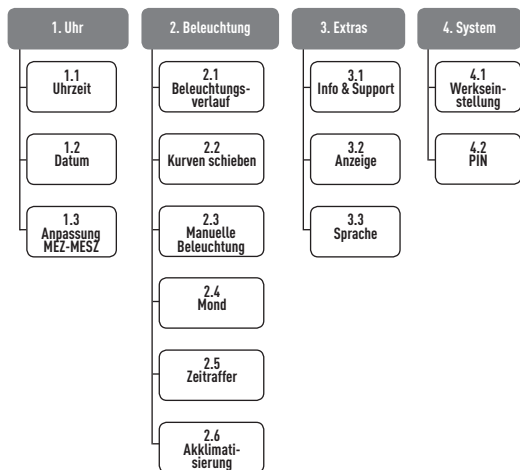 1. Uhr
1.1
Uhrzeit
1.2
Datum
1.3
Anpassung
MEZ-MESZ
2. Beleuchtung
2.1
Beleuchtungs-
verlauf
2.2
Kurven schieben
2.3
Manuelle
Beleuchtung
2.4
Mond
2.5
Zeitraffer
2.6
Akklimati-
sierung
3. Extras
3.1
Info & Support
3.2
Anzeige
3.3
Sprache
4. System
4.1
Werksein-
stellung
4.2
PIN